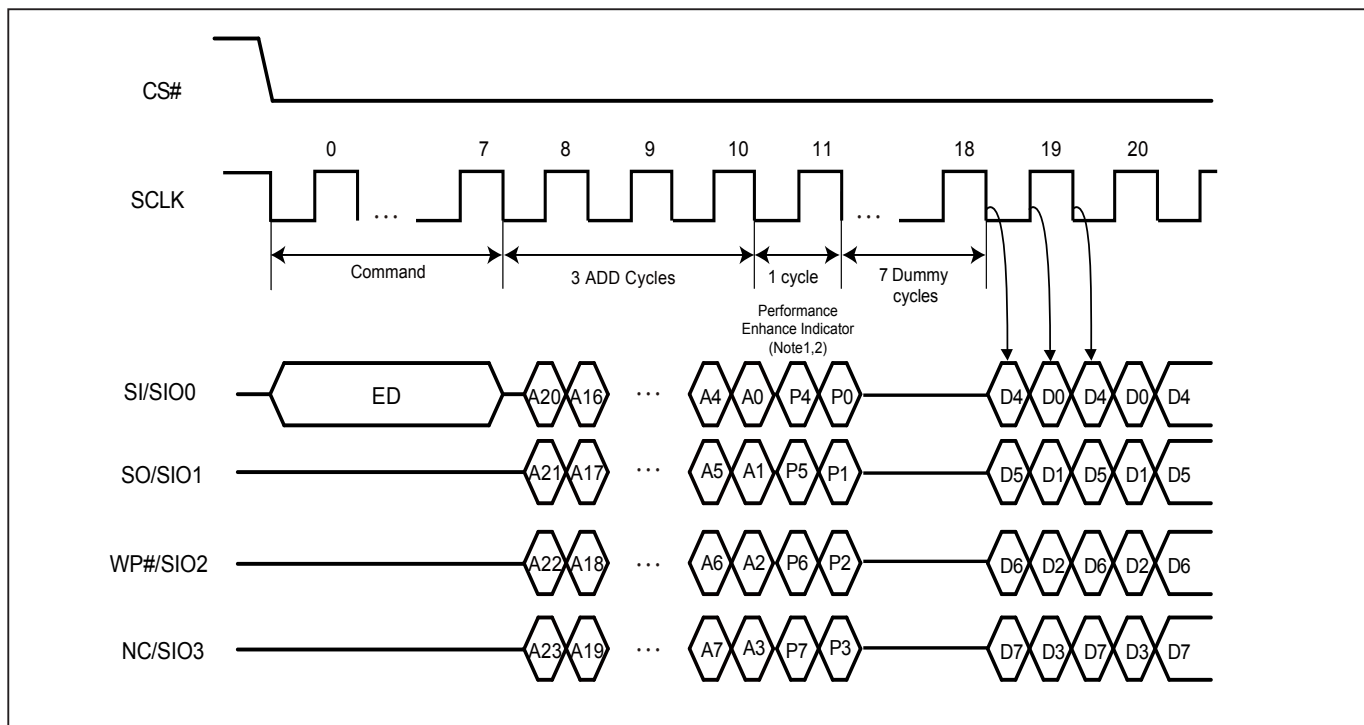 CS#
0 7 8 9 10 11 18 19 20
SCLK
... ...
Command
3 ADD Cycles
1 cycle
7 Dummy
cycles
Performance
Enhance Indicator
(Note1,2)
SI/SIO0 ED A20 A16 ... A4 A0 P4 P0 D4 D0 D4 D0 D4
SO/SIO1 A21 A17 ... A5 A1 P5 P1 D5 D1 D5 D1 D5
WP#/SIO2 A22 A18 ... A6 A2 P6 P2 D6 D2 D6 D2 D6
NC/SIO3 A23 A19 ... A7 A3 P7 P3 D7 D3 D7 D3 D7